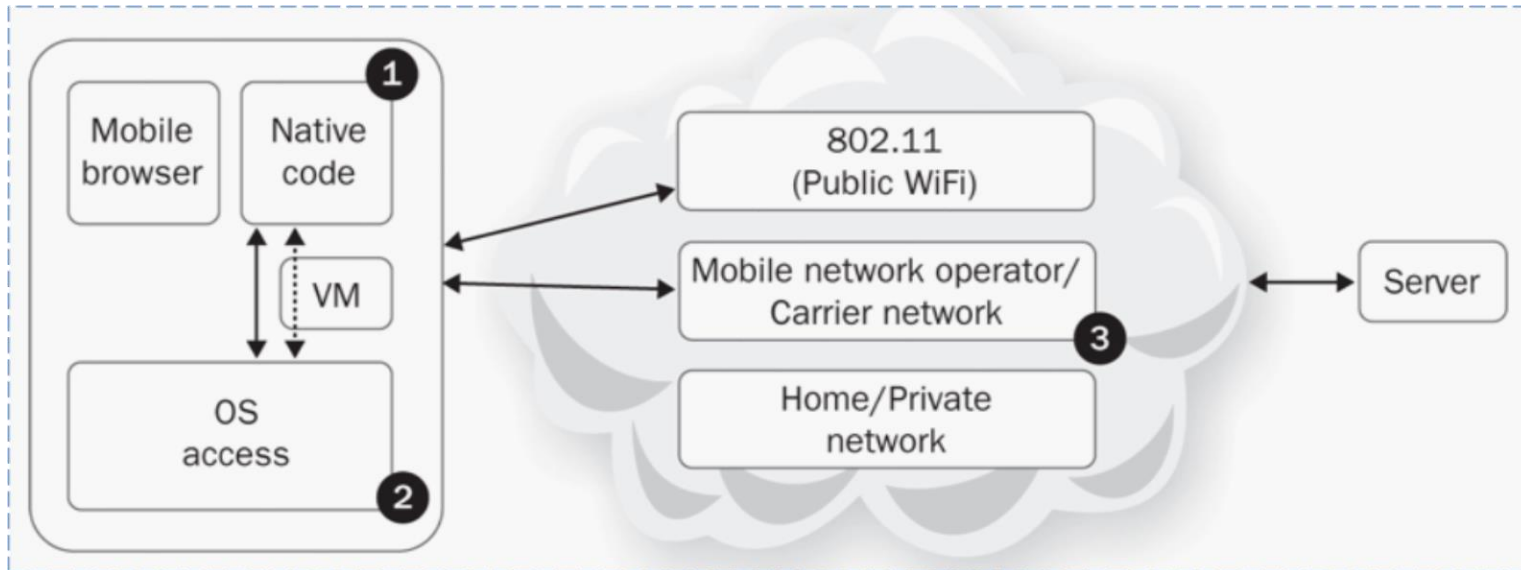 1
Mobile
browser
Native
code
VM
OS
access
2
802.11
(Public WiFi)
Mobile network operator/
Carrier network
3
Home/Private
network
Server